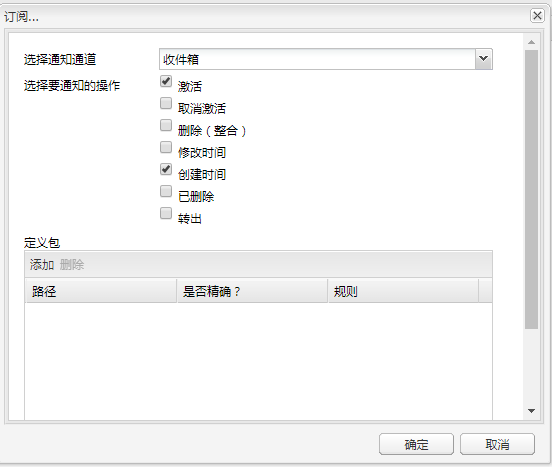 订阅...
选择通知通道 收件箱
选择要通知的操作 激活
取消激活
删除（整合）
修改时间
创建时间
已删除
转出
定义包
添加 删除
路径 是否精确？ 规则
确定 取消